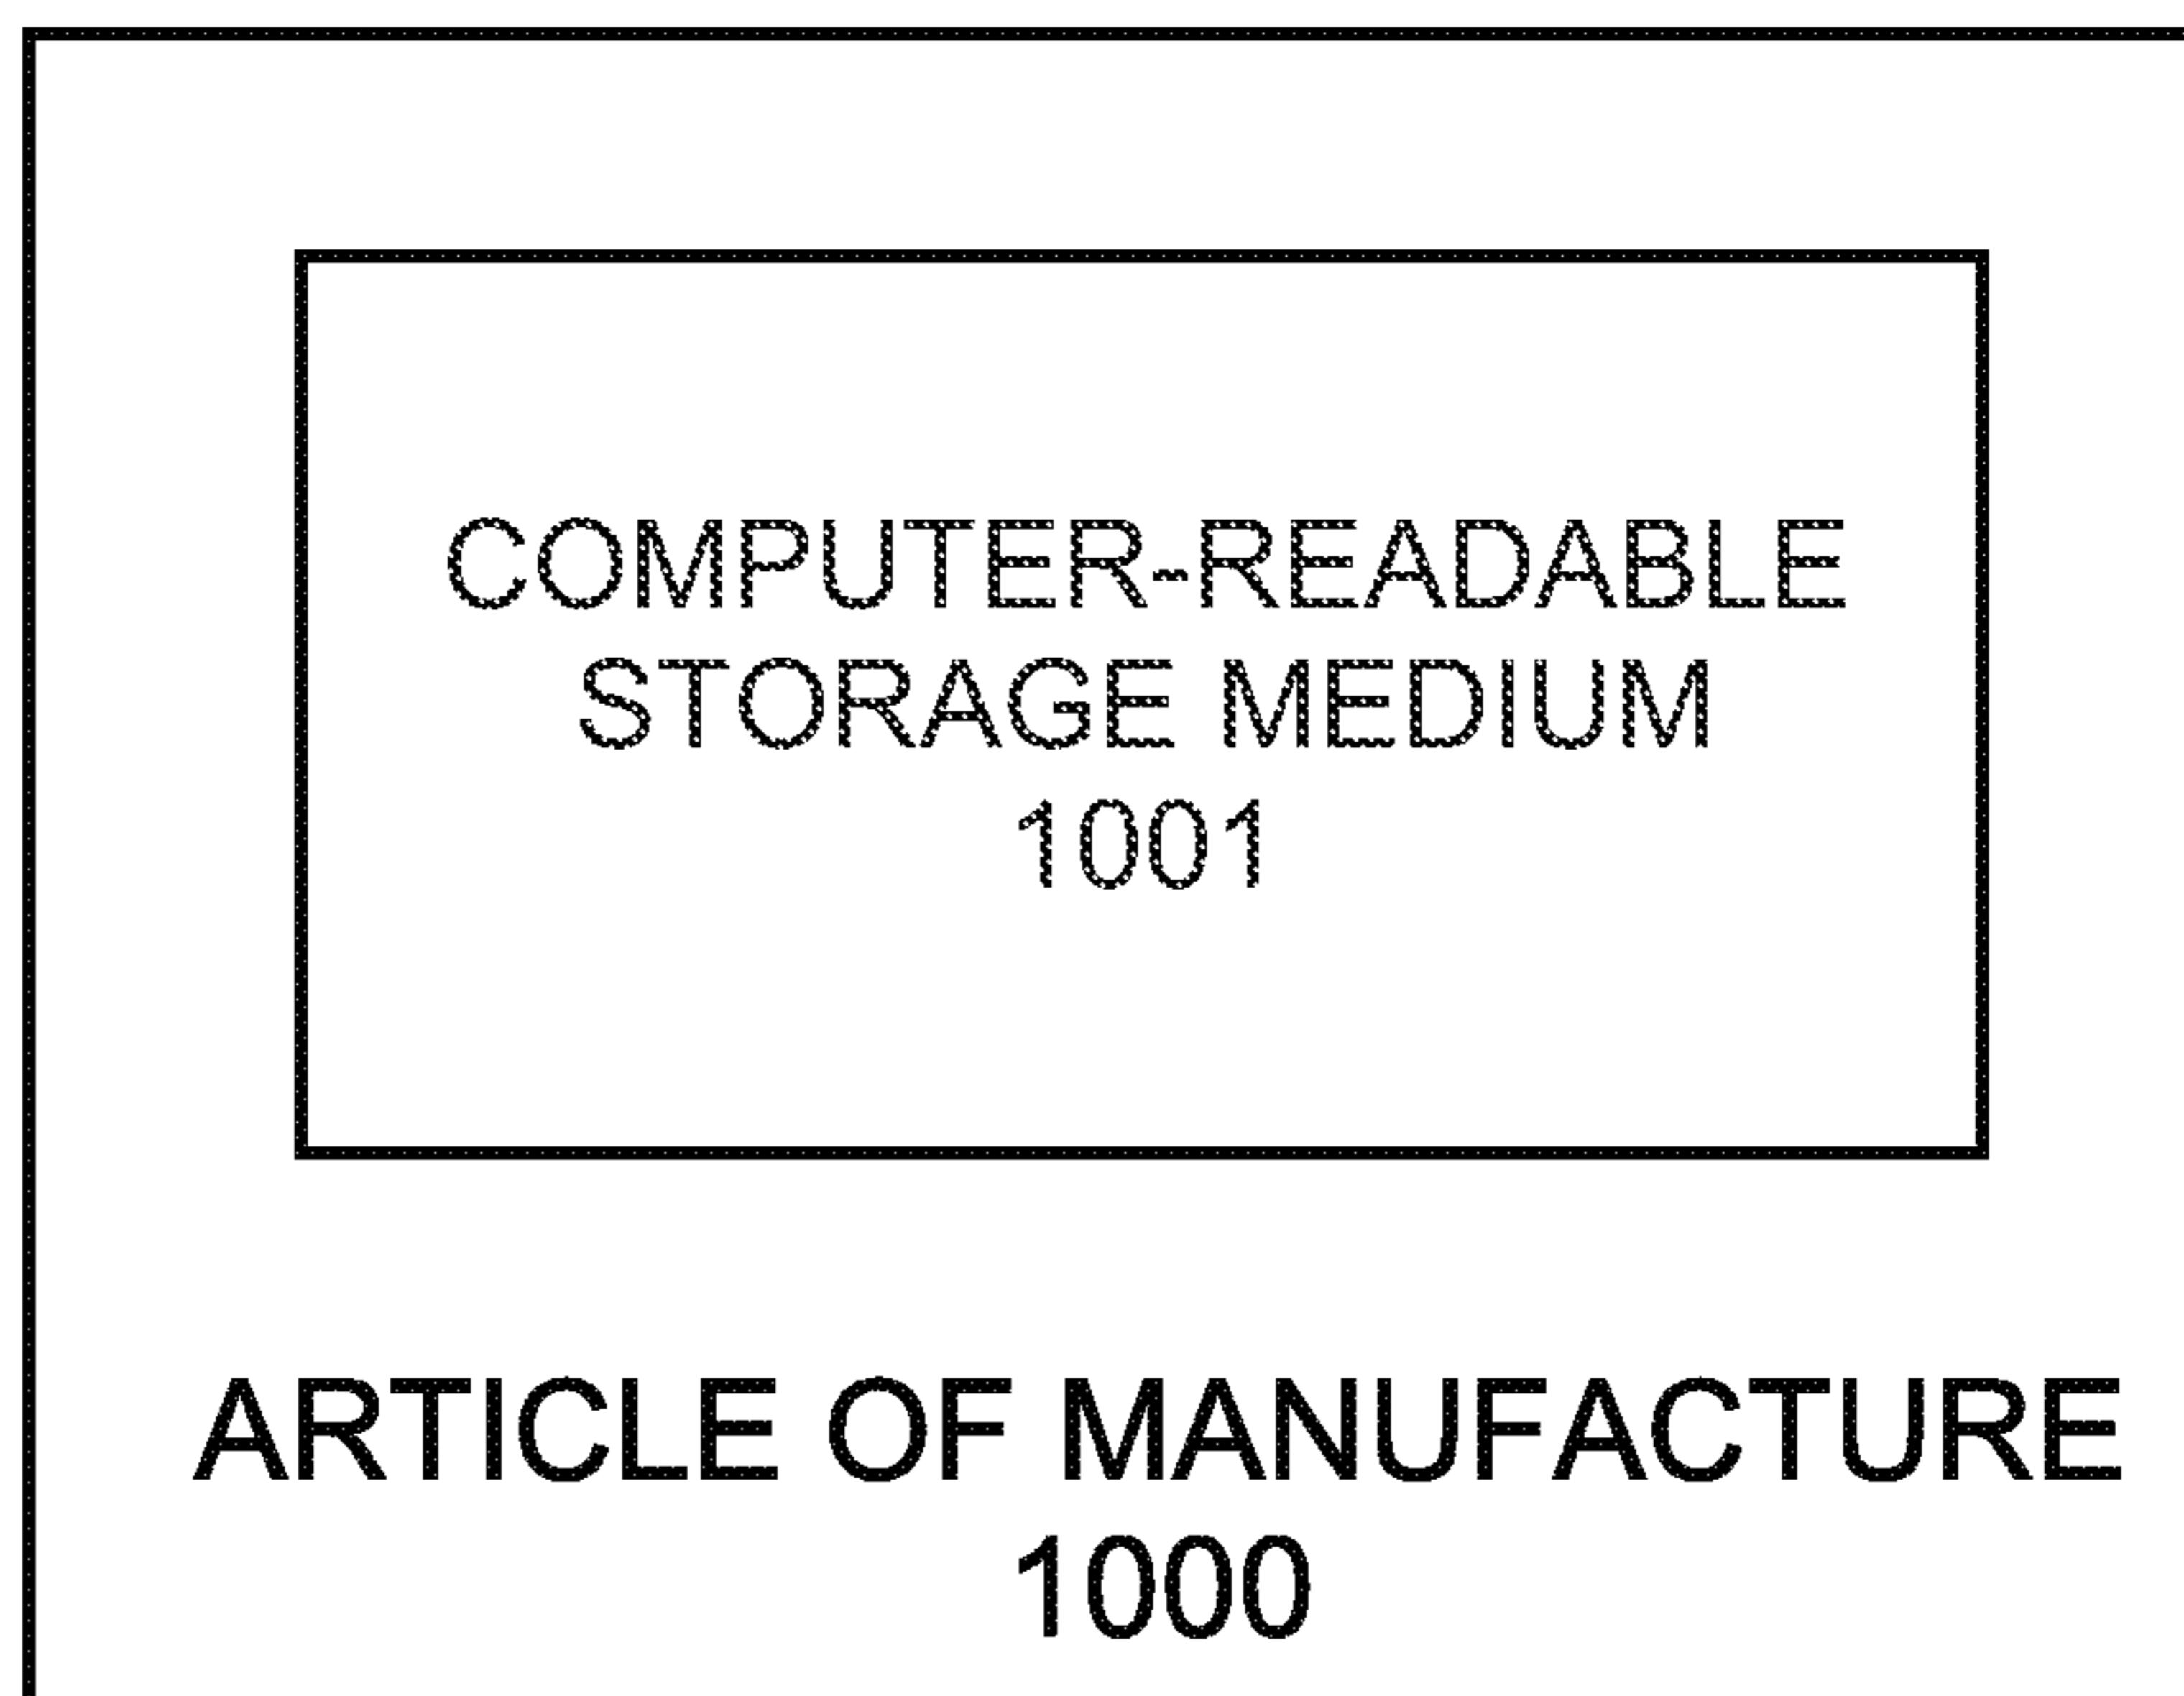 COMPUTER-READABLE
STORAGE MEDIUM
1001
ARTICLE OF MANUFACTURE
1000